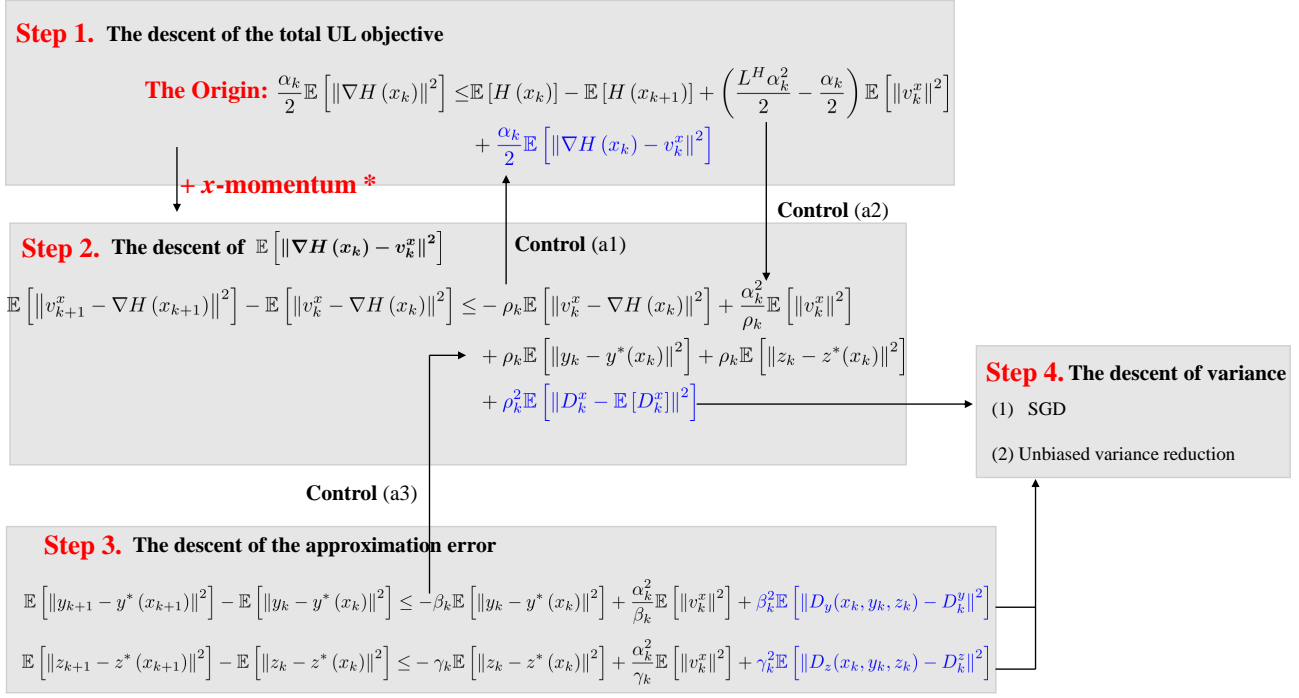 Step 1. The descent of the total UL objective
The Origin: $\frac{\alpha_k}{2}\mathbb{E}\left[\|\nabla H(x_k)\|^2\right] \leq \mathbb{E}[H(x_k)] - \mathbb{E}[H(x_{k+1})] + \left(\frac{L^H\alpha_k^2}{2} - \frac{\alpha_k}{2}\right)\mathbb{E}\left[\|v_k^x\|^2\right]$
$+ \frac{\alpha_k}{2}\mathbb{E}\left[\|\nabla H(x_k) - v_k^x\|^2\right]$
+ x-momentum *
Control (a2)
Step 2. The descent of $\mathbb{E}\left[\|\nabla H(x_k) - v_k^x\|^2\right]$
Control (a1)
$\mathbb{E}\left[\|v_{k+1}^x - \nabla H(x_{k+1})\|^2\right] - \mathbb{E}\left[\|v_k^x - \nabla H(x_k)\|^2\right] \leq -\rho_k\mathbb{E}\left[\|v_k^x - \nabla H(x_k)\|^2\right] + \frac{\alpha_k^2}{\rho_k}\mathbb{E}\left[\|v_k^x\|^2\right]$
$+ \rho_k\mathbb{E}\left[\|y_k - y^*(x_k)\|^2\right] + \rho_k\mathbb{E}\left[\|z_k - z^*(x_k)\|^2\right]$
$+ \rho_k^2\mathbb{E}\left[\|D_k^x - \mathbb{E}[D_k^x]\|^2\right]$
Step 4. The descent of variance
(1) SGD
(2) Unbiased variance reduction
Control (a3)
Step 3. The descent of the approximation error
$\mathbb{E}\left[\|y_{k+1} - y^*(x_{k+1})\|^2\right] - \mathbb{E}\left[\|y_k - y^*(x_k)\|^2\right] \leq -\beta_k\mathbb{E}\left[\|y_k - y^*(x_k)\|^2\right] + \frac{\alpha_k^2}{\beta_k}\mathbb{E}\left[\|v_k^x\|^2\right] + \beta_k^2\mathbb{E}\left[\|D_y(x_k, y_k, z_k) - D_k^y\|^2\right]$
$\mathbb{E}\left[\|z_{k+1} - z^*(x_{k+1})\|^2\right] - \mathbb{E}\left[\|z_k - z^*(x_k)\|^2\right] \leq -\gamma_k\mathbb{E}\left[\|z_k - z^*(x_k)\|^2\right] + \frac{\alpha_k^2}{\gamma_k}\mathbb{E}\left[\|v_k^x\|^2\right] + \gamma_k^2\mathbb{E}\left[\|D_z(x_k, y_k, z_k) - D_k^z\|^2\right]$